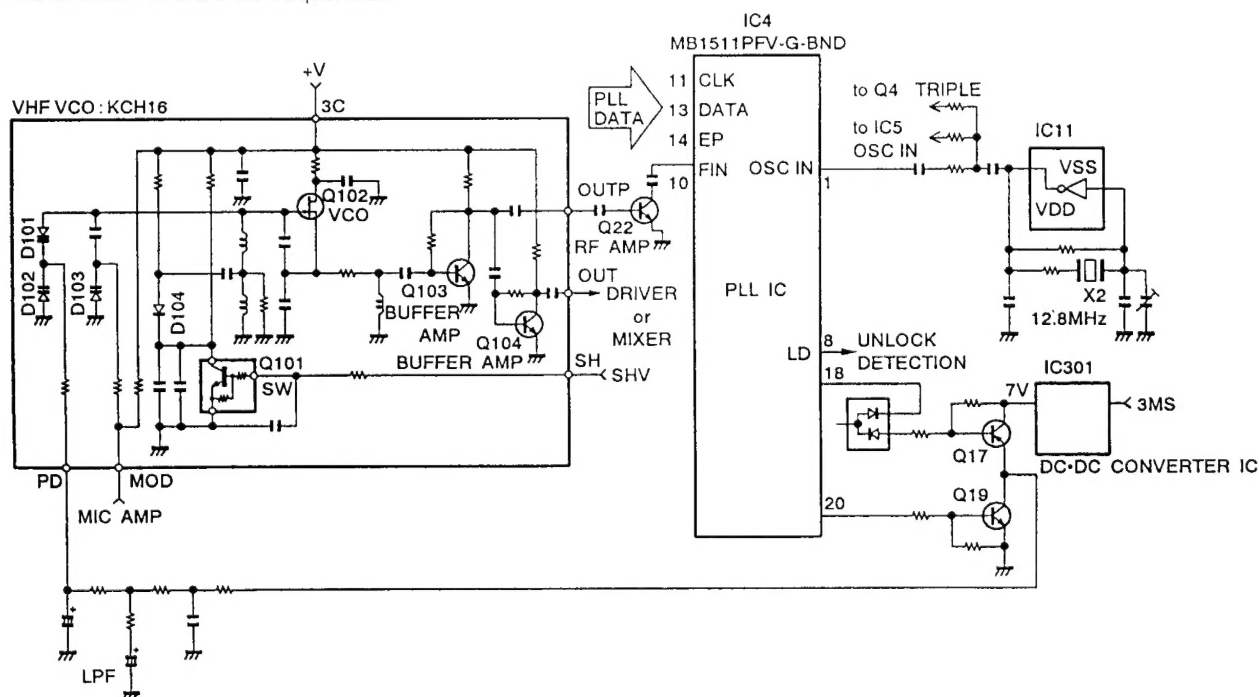 IC4
MB1511PFV-G-BND
+V
3C
VHF VCO : KCH16
PLL
DATA
11 CLK
13 DATA
14 EP
FIN
10
OSC IN
1
to Q4 TRIPLE
to IC5
OSC IN
IC11
VSS
VDD
X2
12.8MHz
Q102
VCO
OUTP
Q22
RF AMP
D101
D102
D103
D104
Q103
BUFFER
AMP
OUT
DRIVER
or
MIXER
Q104
BUFFER AMP
Q101
SW
SH
SHV
PLL IC
LD
8
UNLOCK
DETECTION
18
7V
IC301
3MS
Q17
DC•DC CONVERTER IC
Q19
20
PD
MOD
MIC AMP
LPF